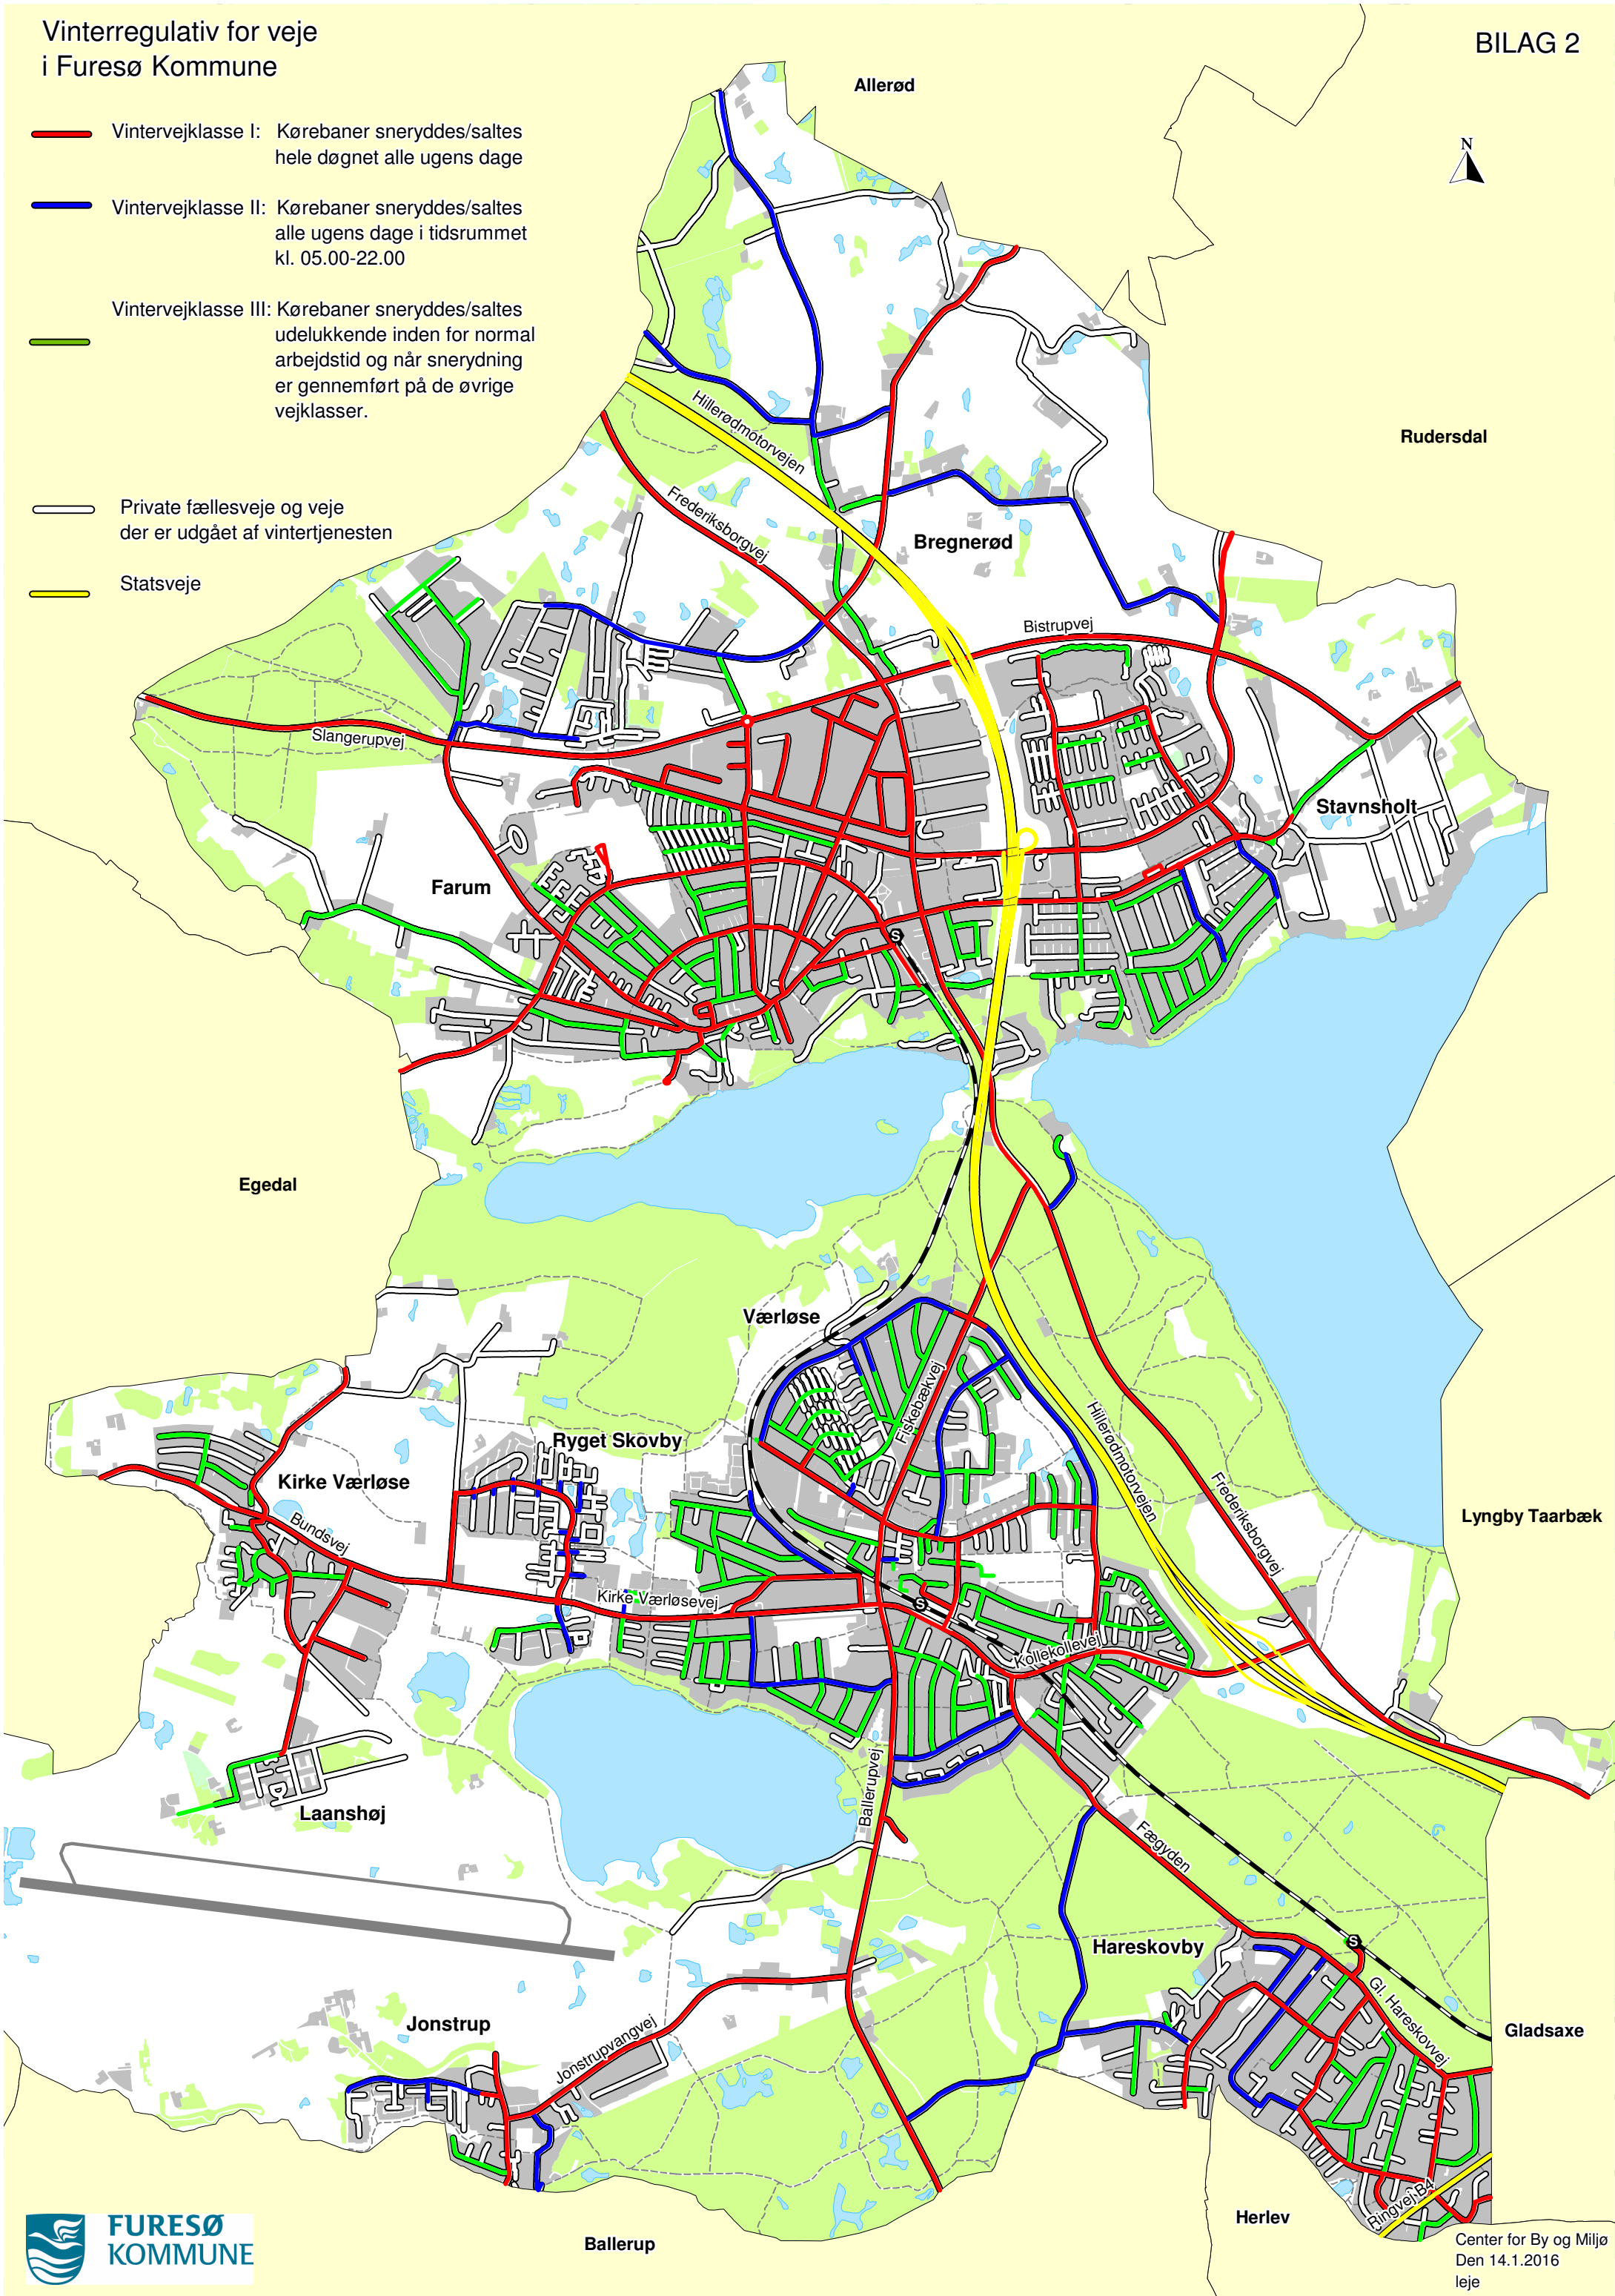 Vinterregulativ for veje
i Furesø Kommune
BILAG 2
Vintervejklasse I: Kørebaner sneryddes/saltes
hele døgnet alle ugens dage
Vintervejklasse II: Kørebaner sneryddes/saltes
alle ugens dage i tidsrummet
kl. 05.00-22.00
Vintervejklasse III: Kørebaner sneryddes/saltes
udelukkende inden for normal
arbejdstid og når snerydning
er gennemført på de øvrige
vejklasser.
Private fællesveje og veje
der er udgået af vintertjenesten
Statsveje
Allerød
N
Rudersdal
Hillerødmotorvejen
Frederiksborgvej
Bregnerød
Bistrupvej
Slangerupvej
Stavnsholt
Farum
S
Egedal
Værløse
Fiskebækvej
Hillerødmotorvejen
Ryget Skovby
Kirke Værløse
Frederiksborgvej
Lyngby Taarbæk
Bundsvej
Kirke Værløsevej
S
Kollekollevej
Ballerupvej
Laanshøj
Fægyden
Hareskovby
S
Gl. Hareskovvej
Jonstrup
Jonstrupvangvej
Gladsaxe
Ringvej B4
Herlev
Ballerup
FURESØ
KOMMUNE
Center for By og Miljø
Den 14.1.2016
leje